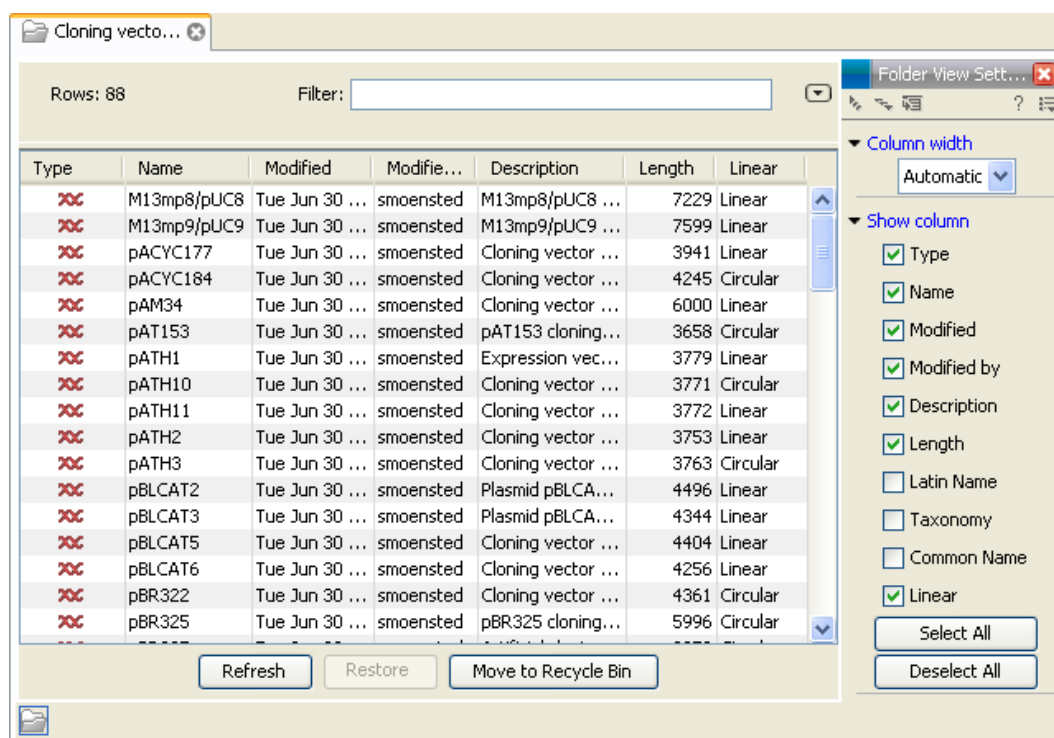 Cloning vecto...
Rows: 88 Filter:
Type Name Modified Modifie... Description Length Linear
M13mp8/pUC8 Tue Jun 30 ... smoensted M13mp8/pUC8 ... 7229 Linear
M13mp9/pUC9 Tue Jun 30 ... smoensted M13mp9/pUC9 ... 7599 Linear
pACYC177 Tue Jun 30 ... smoensted Cloning vector ... 3941 Linear
pACYC184 Tue Jun 30 ... smoensted Cloning vector ... 4245 Circular
pAM34 Tue Jun 30 ... smoensted Cloning vector ... 6000 Linear
pAT153 Tue Jun 30 ... smoensted pAT153 cloning... 3658 Circular
pATH1 Tue Jun 30 ... smoensted Expression vec... 3779 Linear
pATH10 Tue Jun 30 ... smoensted Cloning vector ... 3771 Circular
pATH11 Tue Jun 30 ... smoensted Cloning vector ... 3772 Linear
pATH2 Tue Jun 30 ... smoensted Cloning vector ... 3753 Linear
pATH3 Tue Jun 30 ... smoensted Cloning vector ... 3763 Circular
pBLCAT2 Tue Jun 30 ... smoensted Plasmid pBLCA... 4496 Linear
pBLCAT3 Tue Jun 30 ... smoensted Plasmid pBLCA... 4344 Linear
pBLCAT5 Tue Jun 30 ... smoensted Cloning vector ... 4404 Linear
pBLCAT6 Tue Jun 30 ... smoensted Cloning vector ... 4256 Linear
pBR322 Tue Jun 30 ... smoensted Cloning vector ... 4361 Circular
pBR325 Tue Jun 30 ... smoensted pBR325 cloning... 5996 Circular
Refresh Restore Move to Recycle Bin
Folder View Sett...
?
Column width
Automatic
Show column
Type
Name
Modified
Modified by
Description
Length
Latin Name
Taxonomy
Common Name
Linear
Select All
Deselect All